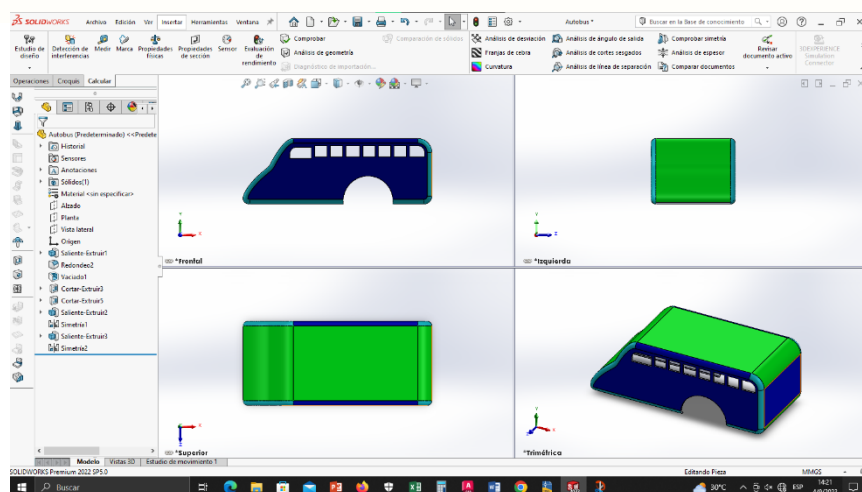 SOLIDWORKS
Archivo Edición Ver Insertar Herramientas Ventana
Autobus *
Buscar en la Base de conocimiento
Estudio de diseño
Detección de interferencias
Medir
Marca
Propiedades físicas
Propiedades de sección
Sensor
Evaluación de rendimiento
Comprobar
Análisis de geometría
Diagnóstico de importación...
Comparación de sólidos
Análisis de desviación
Franjas de cebra
Curvatura
Análisis de ángulo de salida
Análisis de cortes sesgados
Análisis de línea de separación
Comprobar simetría
Análisis de espesor
Comparar documentos
Revisar documento activo
3DEXPERIENCE
Simulation
Connector
Operaciones Croquis Calcular
Autobus (Predeterminado) <<Predete
Historial
Sensores
Anotaciones
Sólidos(1)
Material <sin especificar>
Alzado
Planta
Vista lateral
Origen
Saliente-Extruir1
Redondeo2
Vaciado1
Cortar-Extruir3
Cortar-Extruir5
Saliente-Extruir2
Simetría1
Saliente-Extruir3
Simetría2
*Frontal
*Izquierda
*Superior
*Trimétrica
Modelo Vistas 3D Estudio de movimiento 1
SOLIDWORKS Premium 2022 SP5.0
Editando Pieza
MMGS
Buscar
30°C
ESP
14:21